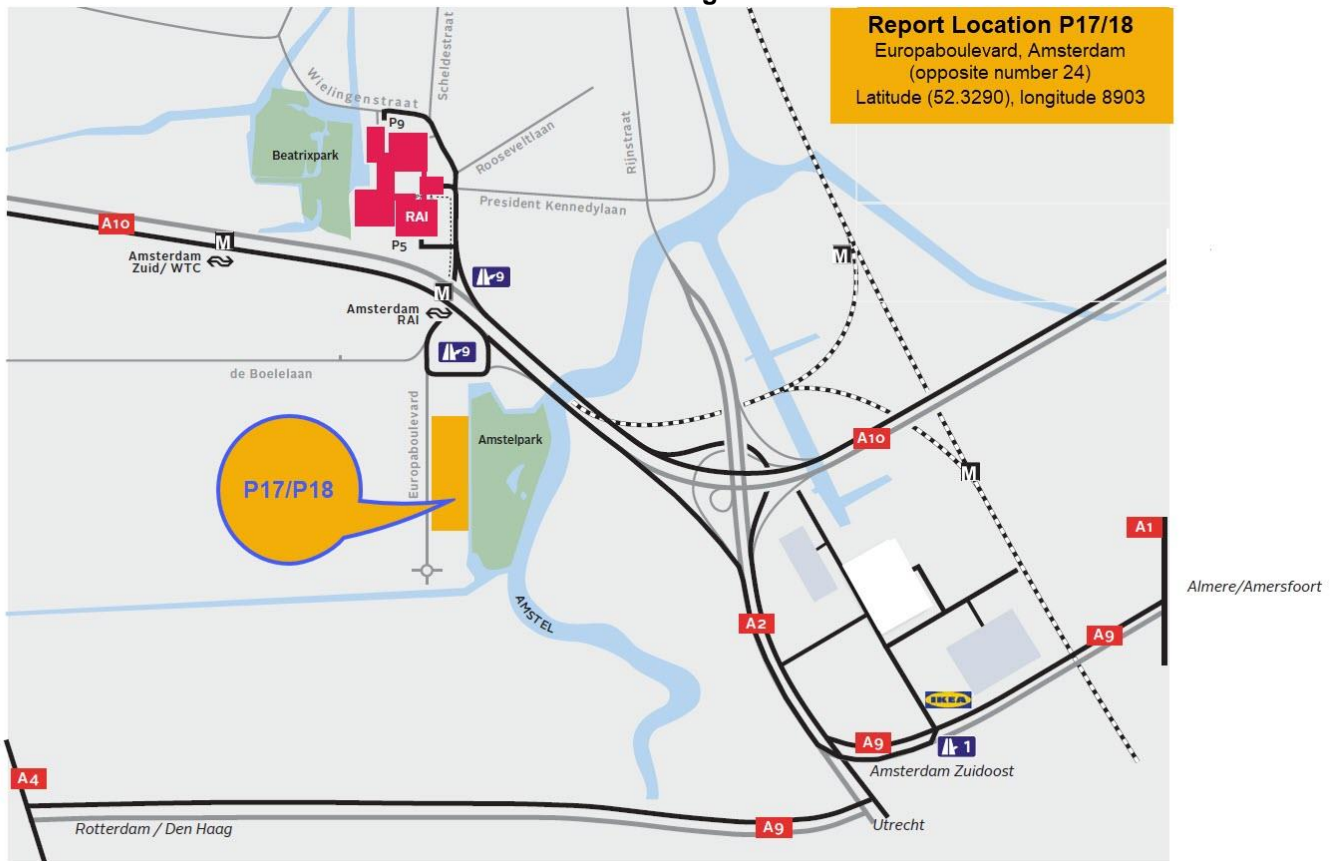 Report Location P17/18
Europaboulevard, Amsterdam
(opposite number 24)
Latitude (52.3290), longitude 8903
Wielingenstraat
Scheldestraat
P9
Beatrixpark
Rooseveltlaan
Rijnstraat
RAI
President Kennedylaan
A10
M
Amsterdam
Zuid/ WTC
P5
9
M
M
Amsterdam
RAI
9
de Boelelaan
Europaboulevard
Amstelpark
A10
M
P17/P18
A1
Almere/Amersfoort
AMSTEL
A2
A9
IKEA
A9
1
Amsterdam Zuidoost
A4
Rotterdam / Den Haag
A9
Utrecht